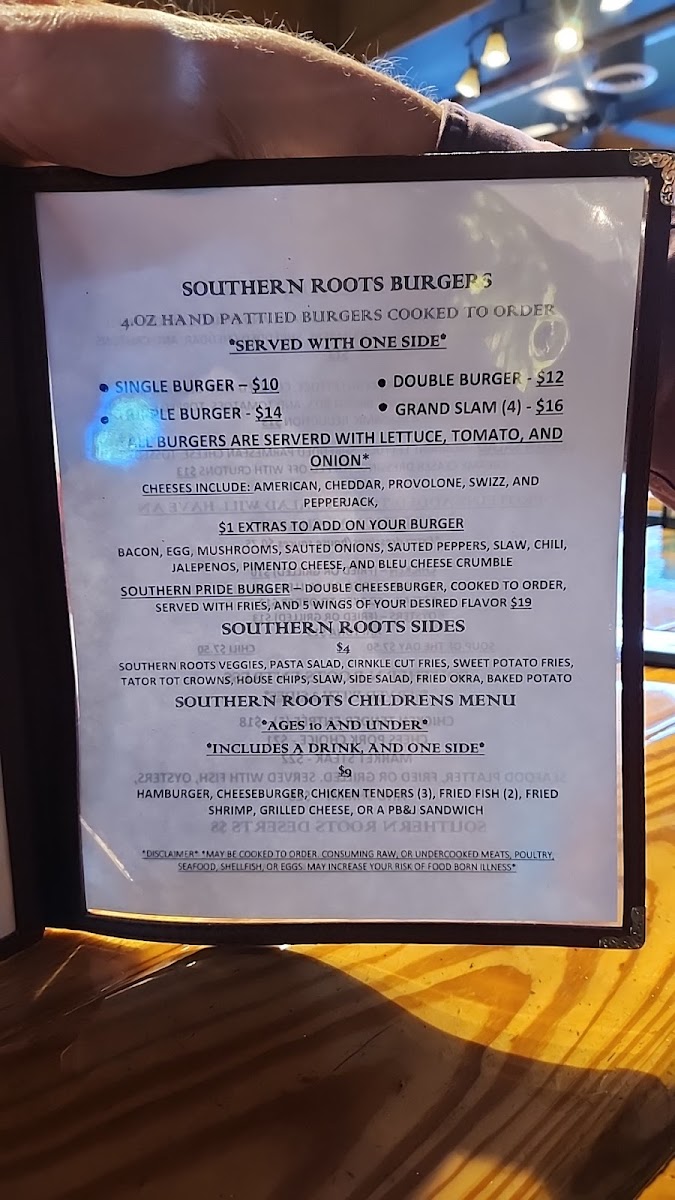 SOUTHERN ROOTS BURGERS
4 OZ HAND PATTIED BURGERS COOKED TO ORDER
*SERVED WITH ONE SIDE*
• SINGLE BURGER – $10 • DOUBLE BURGER - $12
• BURGER - $14 • GRAND SLAM (4) - $16
ALL BURGERS ARE SERVERD WITH LETTUCE, TOMATO, AND
ONION*
CHEESES INCLUDE: AMERICAN, CHEDDAR, PROVOLONE, SWIZZ, AND
PEPPERJACK,
$1 EXTRAS TO ADD ON YOUR BURGER
BACON, EGG, MUSHROOMS, SAUTED ONIONS, SAUTED PEPPERS, SLAW, CHILI,
JALEPENOS, PIMENTO CHEESE, AND BLEU CHEESE CRUMBLE
SOUTHERN PRIDE BURGER – DOUBLE CHEESEBURGER, COOKED TO ORDER,
SERVED WITH FRIES, AND 5 WINGS OF YOUR DESIRED FLAVOR $19
SOUTHERN ROOTS SIDES
$4
SOUTHERN ROOTS VEGGIES, PASTA SALAD, CIRNKLE CUT FRIES, SWEET POTATO FRIES,
TATOR TOT CROWNS, HOUSE CHIPS, SLAW, SIDE SALAD, FRIED OKRA, BAKED POTATO
SOUTHERN ROOTS CHILDRENS MENU
*AGES 10 AND UNDER*
*INCLUDES A DRINK, AND ONE SIDE*
$9
HAMBURGER, CHEESEBURGER, CHICKEN TENDERS (3), FRIED FISH (2), FRIED
SHRIMP, GRILLED CHEESE, OR A PB&J SANDWICH
*DISCLAIMER* *MAY BE COOKED TO ORDER. CONSUMING RAW, OR UNDERCOOKED MEATS, POULTRY,
SEAFOOD, SHELLFISH, OR EGGS. MAY INCREASE YOUR RISK OF FOOD BORN ILLNESS*